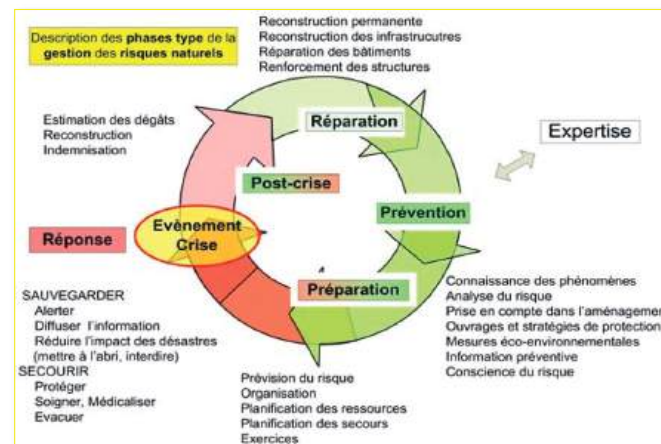 Description des phases type de la
gestion des risques naturels
Reconstruction permanente
Reconstruction des infrastrucutres
Réparation des bâtiments
Renforcement des structures
Estimation des dégâts
Reconstruction
Indemnisation
Réparation
Expertise
Post-crise
Prévention
Réponse
Evènement
Crise
Préparation
SAUVEGARDER
Alerter
Diffuser l'information
Réduire l'impact des désastres
(mettre à l'abri, interdire)
SECOURIR
Protéger
Soigner, Médicaliser
Evacuer
Prévision du risque
Organisation
Planification des ressources
Planification des secours
Exercices
Connaissance des phénomènes
Analyse du risque
Prise en compte dans l'aménagemen
Ouvrages et stratégies de protection
Mesures éco-environnementales
Information préventive
Conscience du risque